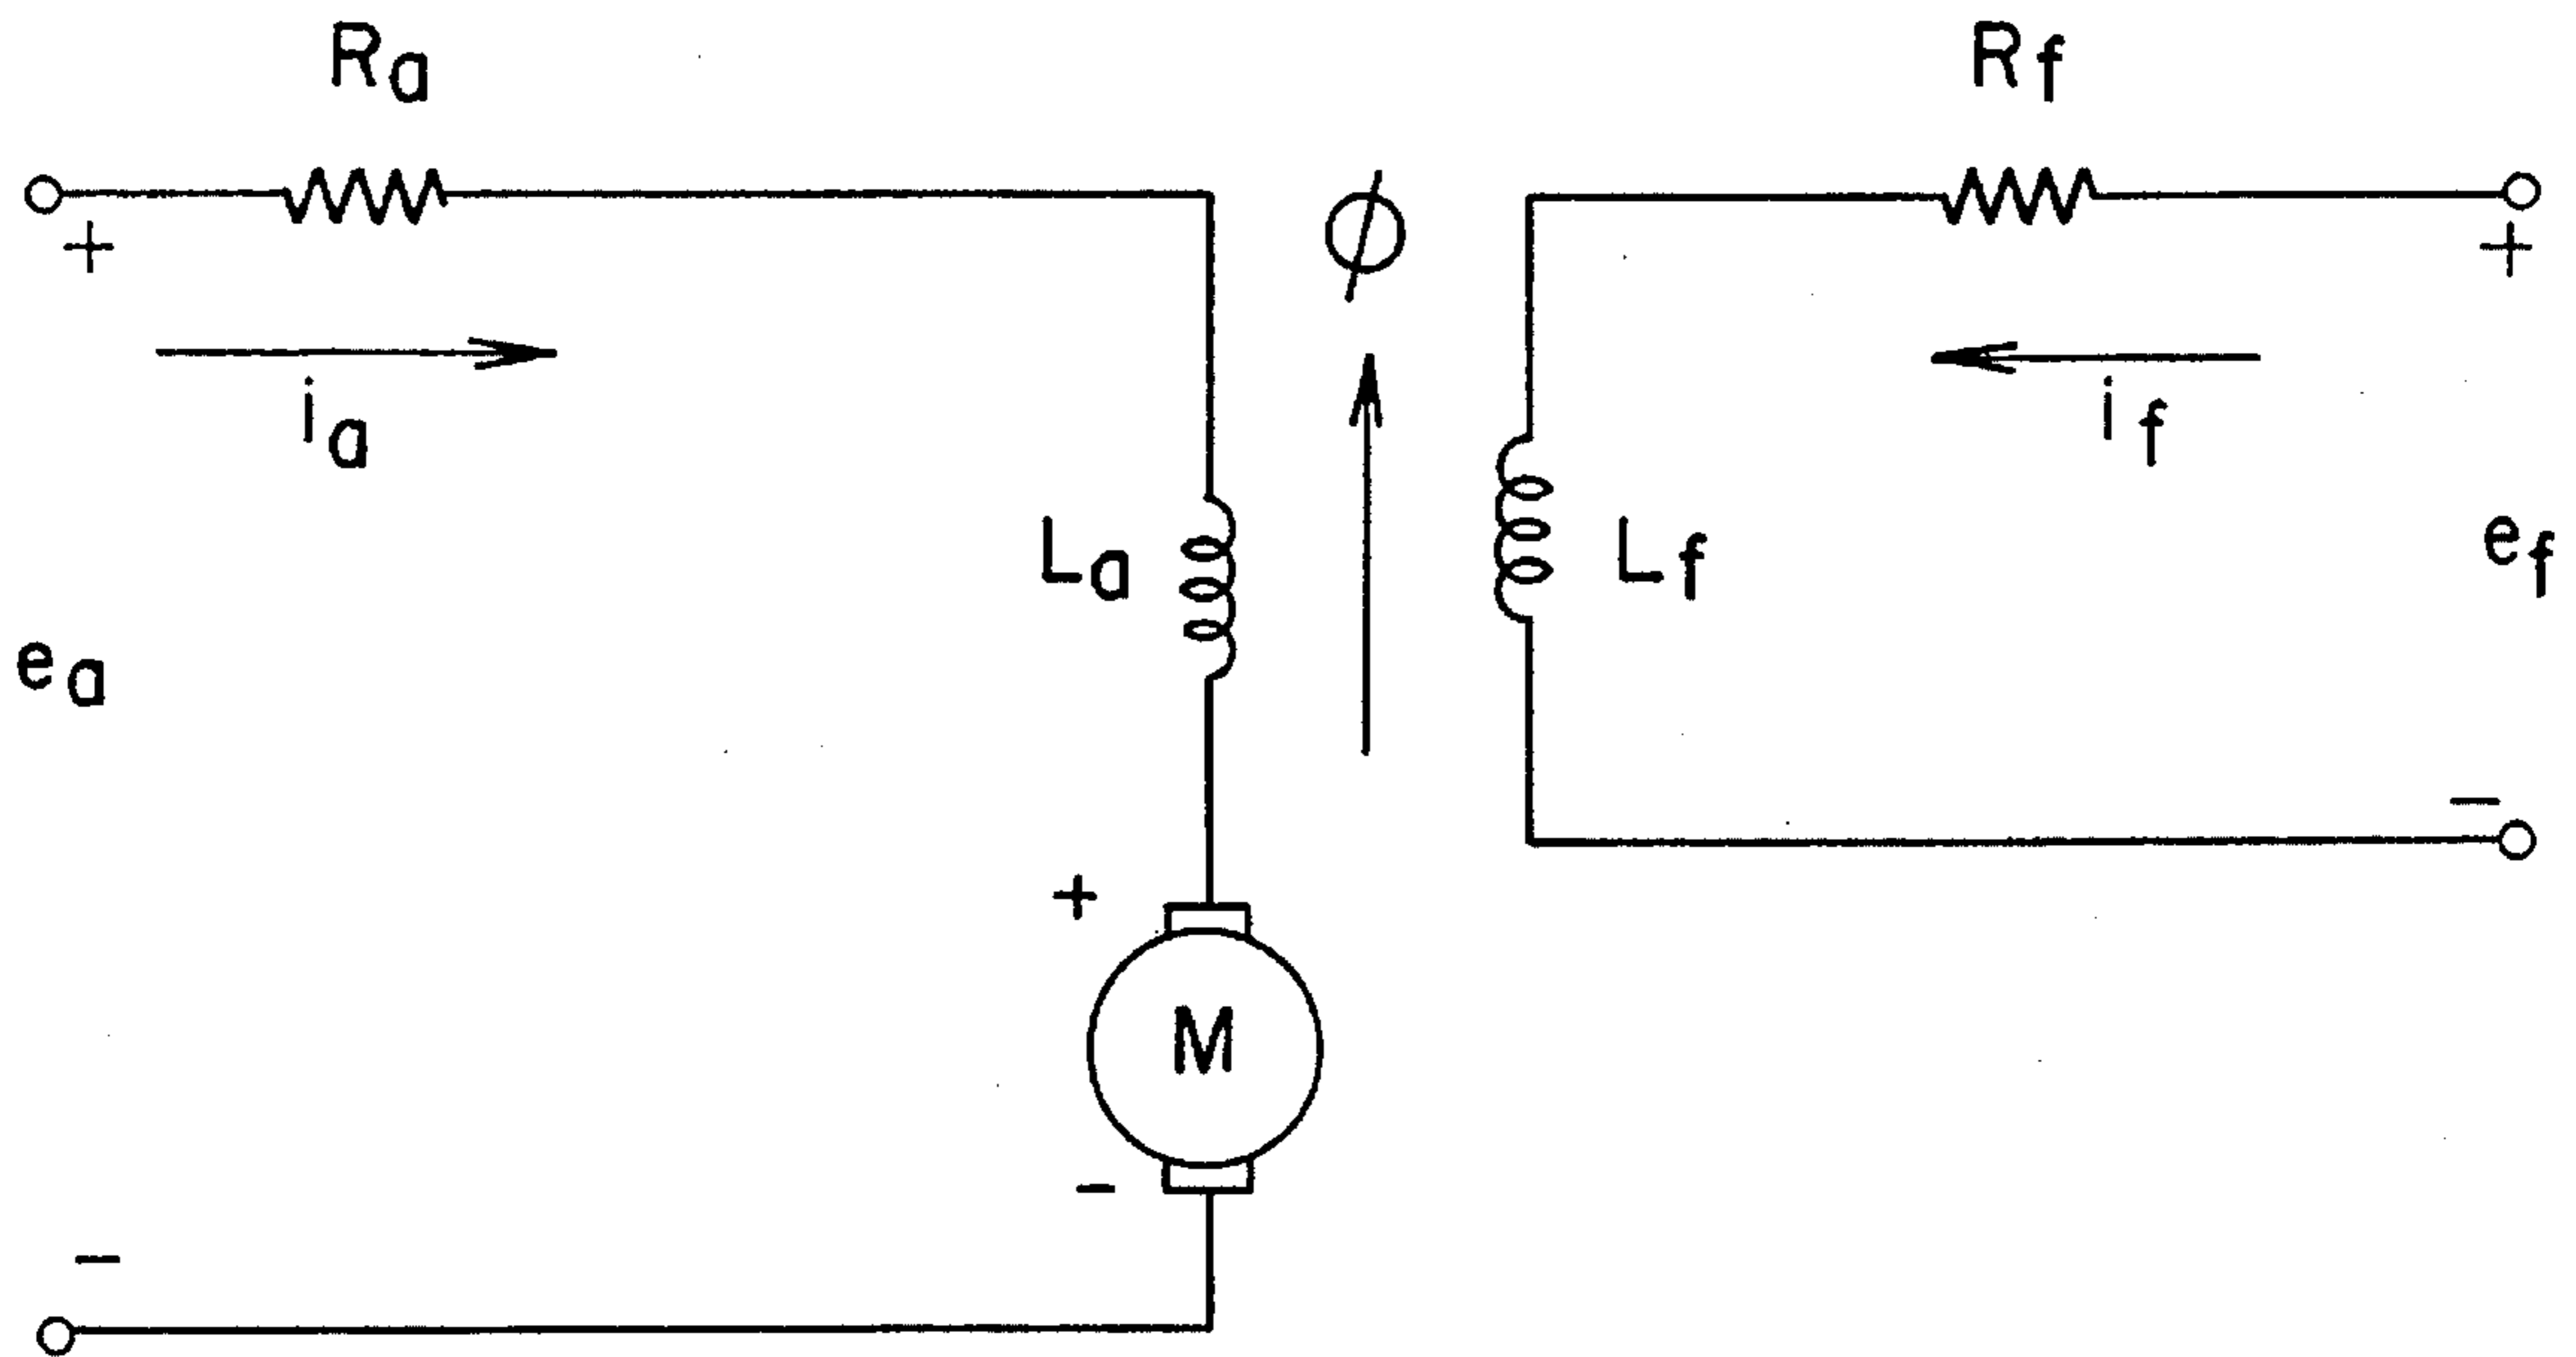 Ra
Rf
+
ϕ
+
ia
if
La
Lf
ef
ea
−
+
M
−
−